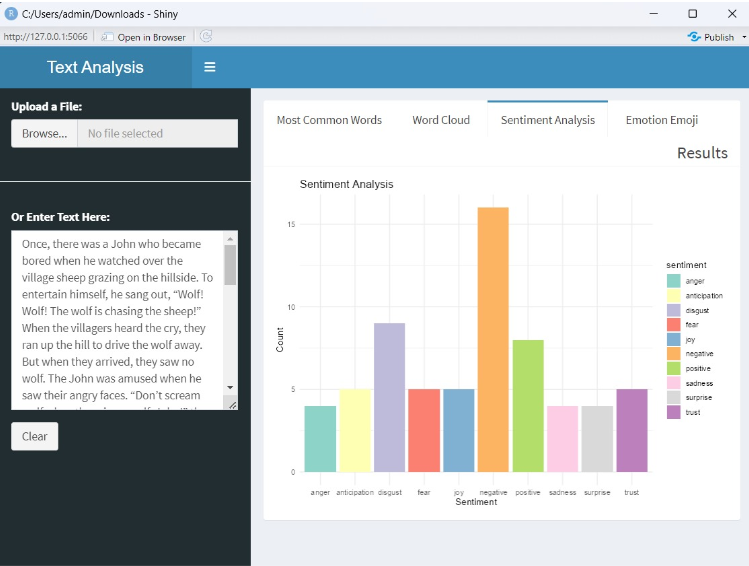 C:/Users/admin/Downloads - Shiny
http://127.0.0.1:5066 Open in Browser Publish
Text Analysis
Upload a File:
Browse... No file selected
Or Enter Text Here:
Once, there was a John who became
bored when he watched over the
village sheep grazing on the hillside. To
entertain himself, he sang out, “Wolf!
Wolf! The wolf is chasing the sheep!”
When the villagers heard the cry, they
ran up the hill to drive the wolf away.
But when they arrived, they saw no
wolf. The John was amused when he
saw their angry faces. “Don’t scream
Clear
Most Common Words Word Cloud Sentiment Analysis Emotion Emoji
Results
Sentiment Analysis
Count
15
10
5
0
anger anticipation disgust fear joy negative positive sadness surprise trust
Sentiment
sentiment
anger
anticipation
disgust
fear
joy
negative
positive
sadness
surprise
trust